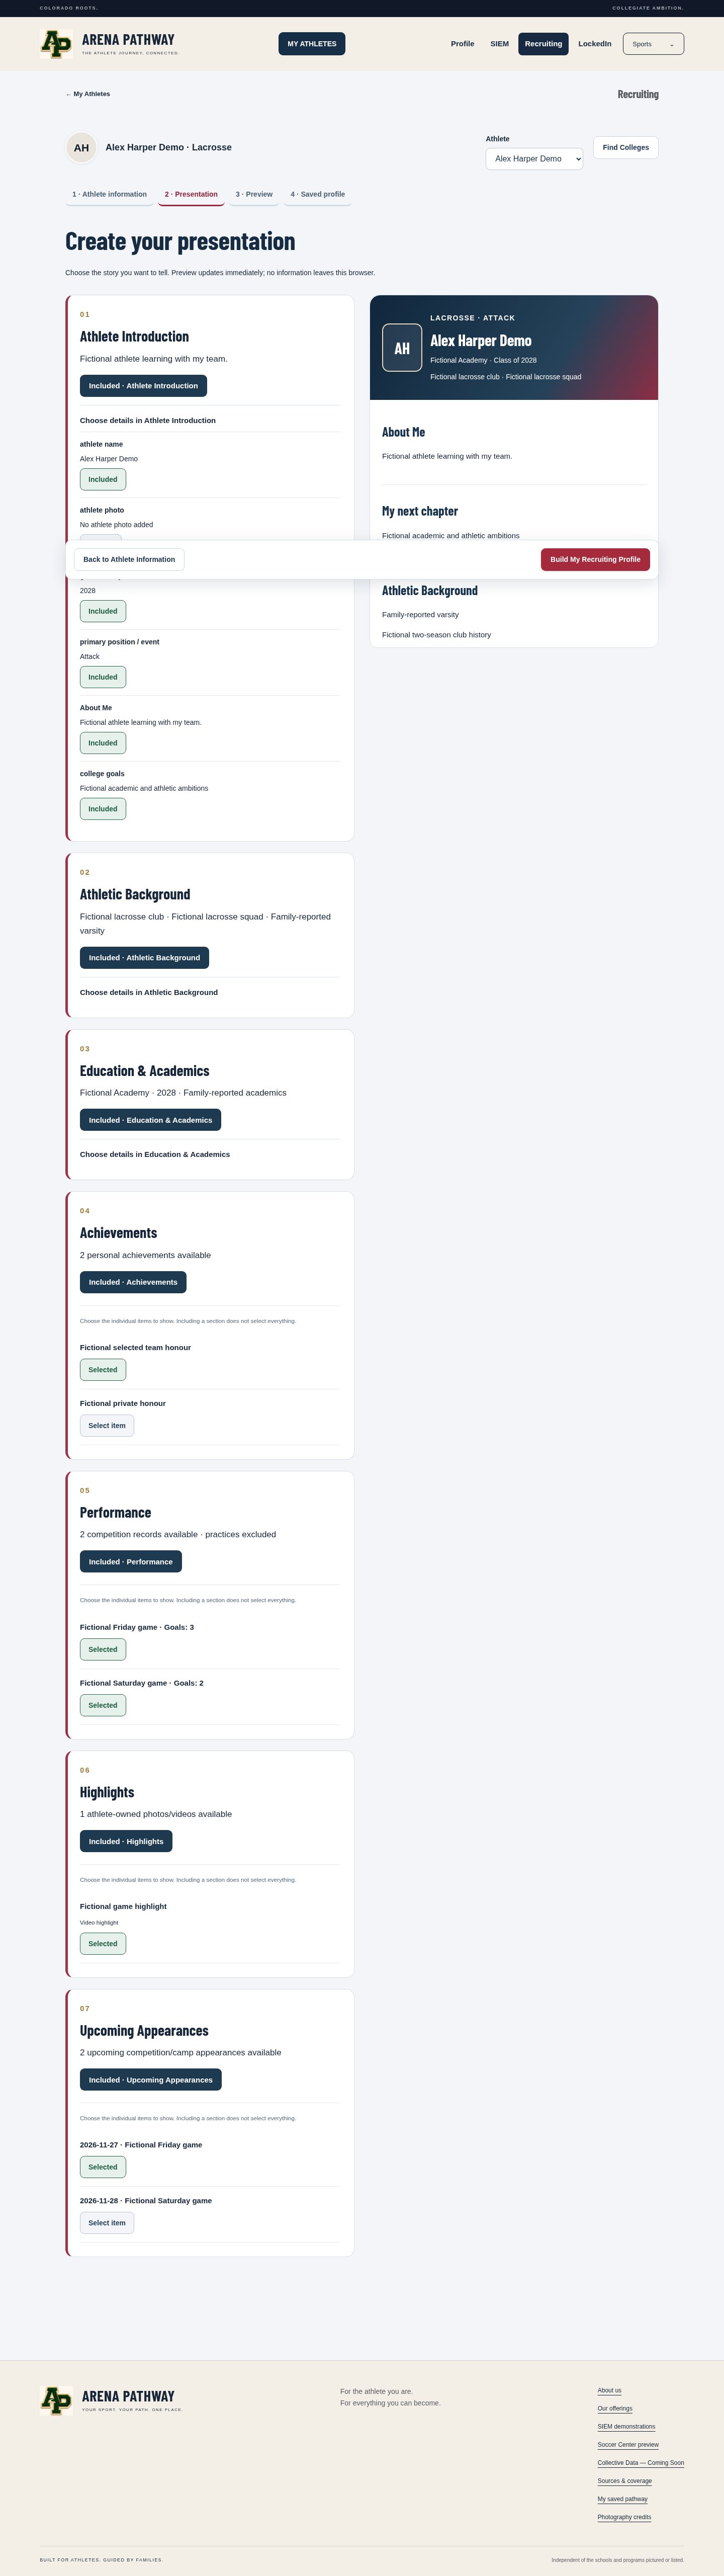 COLORADO ROOTS.
COLLEGIATE AMBITION.
AP
ARENA PATHWAY
THE ATHLETE JOURNEY, CONNECTED.
MY ATHLETES
Profile
SIEM
Recruiting
LockedIn
Sports
← My Athletes
Recruiting
AH
Alex Harper Demo · Lacrosse
Athlete
Alex Harper Demo
Find Colleges
1 · Athlete information
2 · Presentation
3 · Preview
4 · Saved profile
Create your presentation
Choose the story you want to tell. Preview updates immediately; no information leaves this browser.
01
Athlete Introduction
Fictional athlete learning with my team.
Included · Athlete Introduction
Choose details in Athlete Introduction
athlete name
Alex Harper Demo
Included
athlete photo
No athlete photo added
Back to Athlete Information
Build My Recruiting Profile
2028
Included
primary position / event
Attack
Included
About Me
Fictional athlete learning with my team.
Included
college goals
Fictional academic and athletic ambitions
Included
LACROSSE · ATTACK
AH
Alex Harper Demo
Fictional Academy · Class of 2028
Fictional lacrosse club · Fictional lacrosse squad
About Me
Fictional athlete learning with my team.
My next chapter
Fictional academic and athletic ambitions
Athletic Background
Family-reported varsity
Fictional two-season club history
02
Athletic Background
Fictional lacrosse club · Fictional lacrosse squad · Family-reported
varsity
Included · Athletic Background
Choose details in Athletic Background
03
Education & Academics
Fictional Academy · 2028 · Family-reported academics
Included · Education & Academics
Choose details in Education & Academics
04
Achievements
2 personal achievements available
Included · Achievements
Choose the individual items to show. Including a section does not select everything.
Fictional selected team honour
Selected
Fictional private honour
Select item
05
Performance
2 competition records available · practices excluded
Included · Performance
Choose the individual items to show. Including a section does not select everything.
Fictional Friday game · Goals: 3
Selected
Fictional Saturday game · Goals: 2
Selected
06
Highlights
1 athlete-owned photos/videos available
Included · Highlights
Choose the individual items to show. Including a section does not select everything.
Fictional game highlight
Video highlight
Selected
07
Upcoming Appearances
2 upcoming competition/camp appearances available
Included · Upcoming Appearances
Choose the individual items to show. Including a section does not select everything.
2026-11-27 · Fictional Friday game
Selected
2026-11-28 · Fictional Saturday game
Select item
AP
ARENA PATHWAY
YOUR SPORT. YOUR PATH. ONE PLACE.
For the athlete you are.
For everything you can become.
About us
Our offerings
SIEM demonstrations
Soccer Center preview
Collective Data — Coming Soon
Sources & coverage
My saved pathway
Photography credits
BUILT FOR ATHLETES. GUIDED BY FAMILIES.
Independent of the schools and programs pictured or listed.